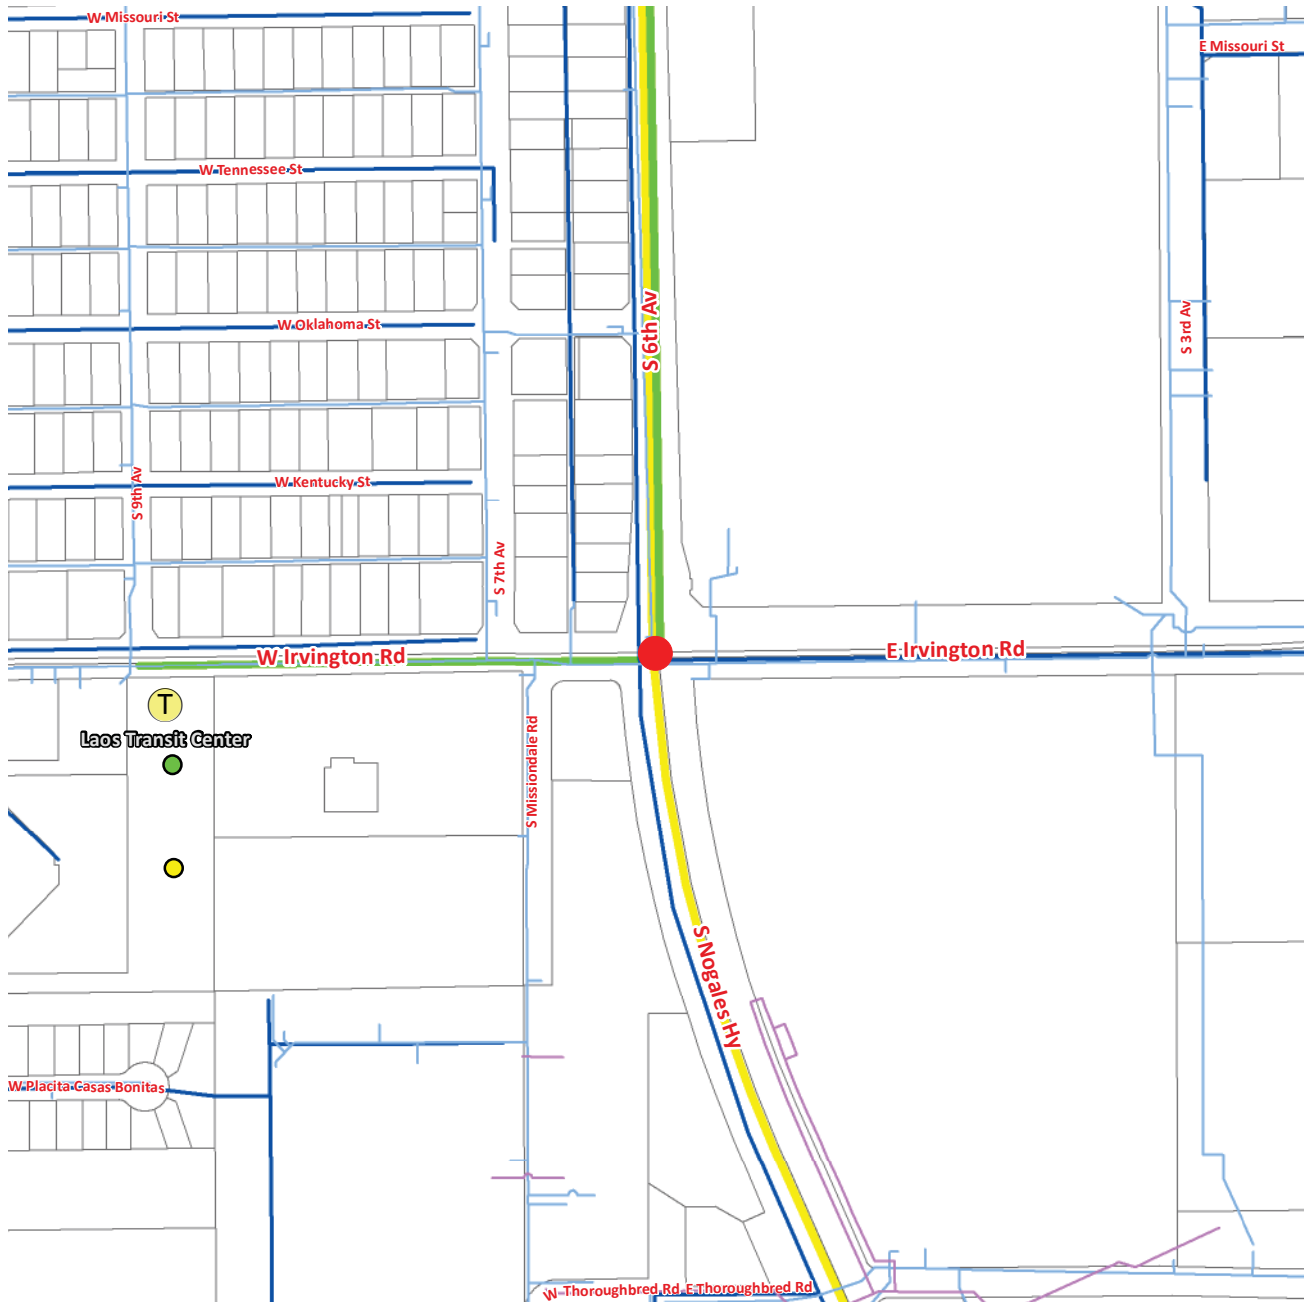 W Missouri St
E Missouri St
W Tennessee St
S 6th Av
W Oklahoma St
S 3rd Av
W Kentucky St
S 9th Av
S 7th Av
W Irvington Rd
E Irvington Rd
T
Laos Transit Center
S Missiondale Rd
S Nogales Hy
W Placita Casas Bonitas
W Thoroughbred Rd
E Thoroughbred Rd